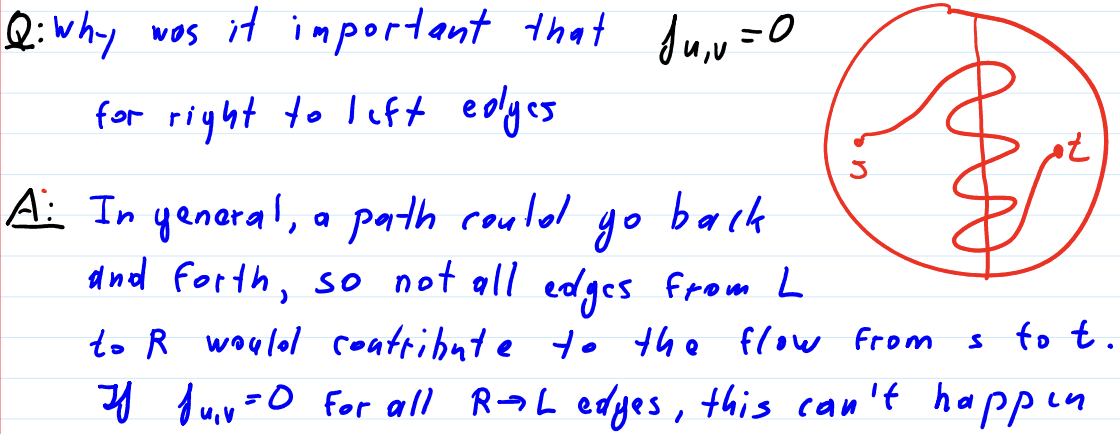 Q: Why was it important that f_{u,v} = 0
for right to left edges
s
t
A: In general, a path could go back
and forth, so not all edges from L
to R would contribute to the flow from s to t.
If f_{u,v} = 0 for all R→L edges, this can't happen